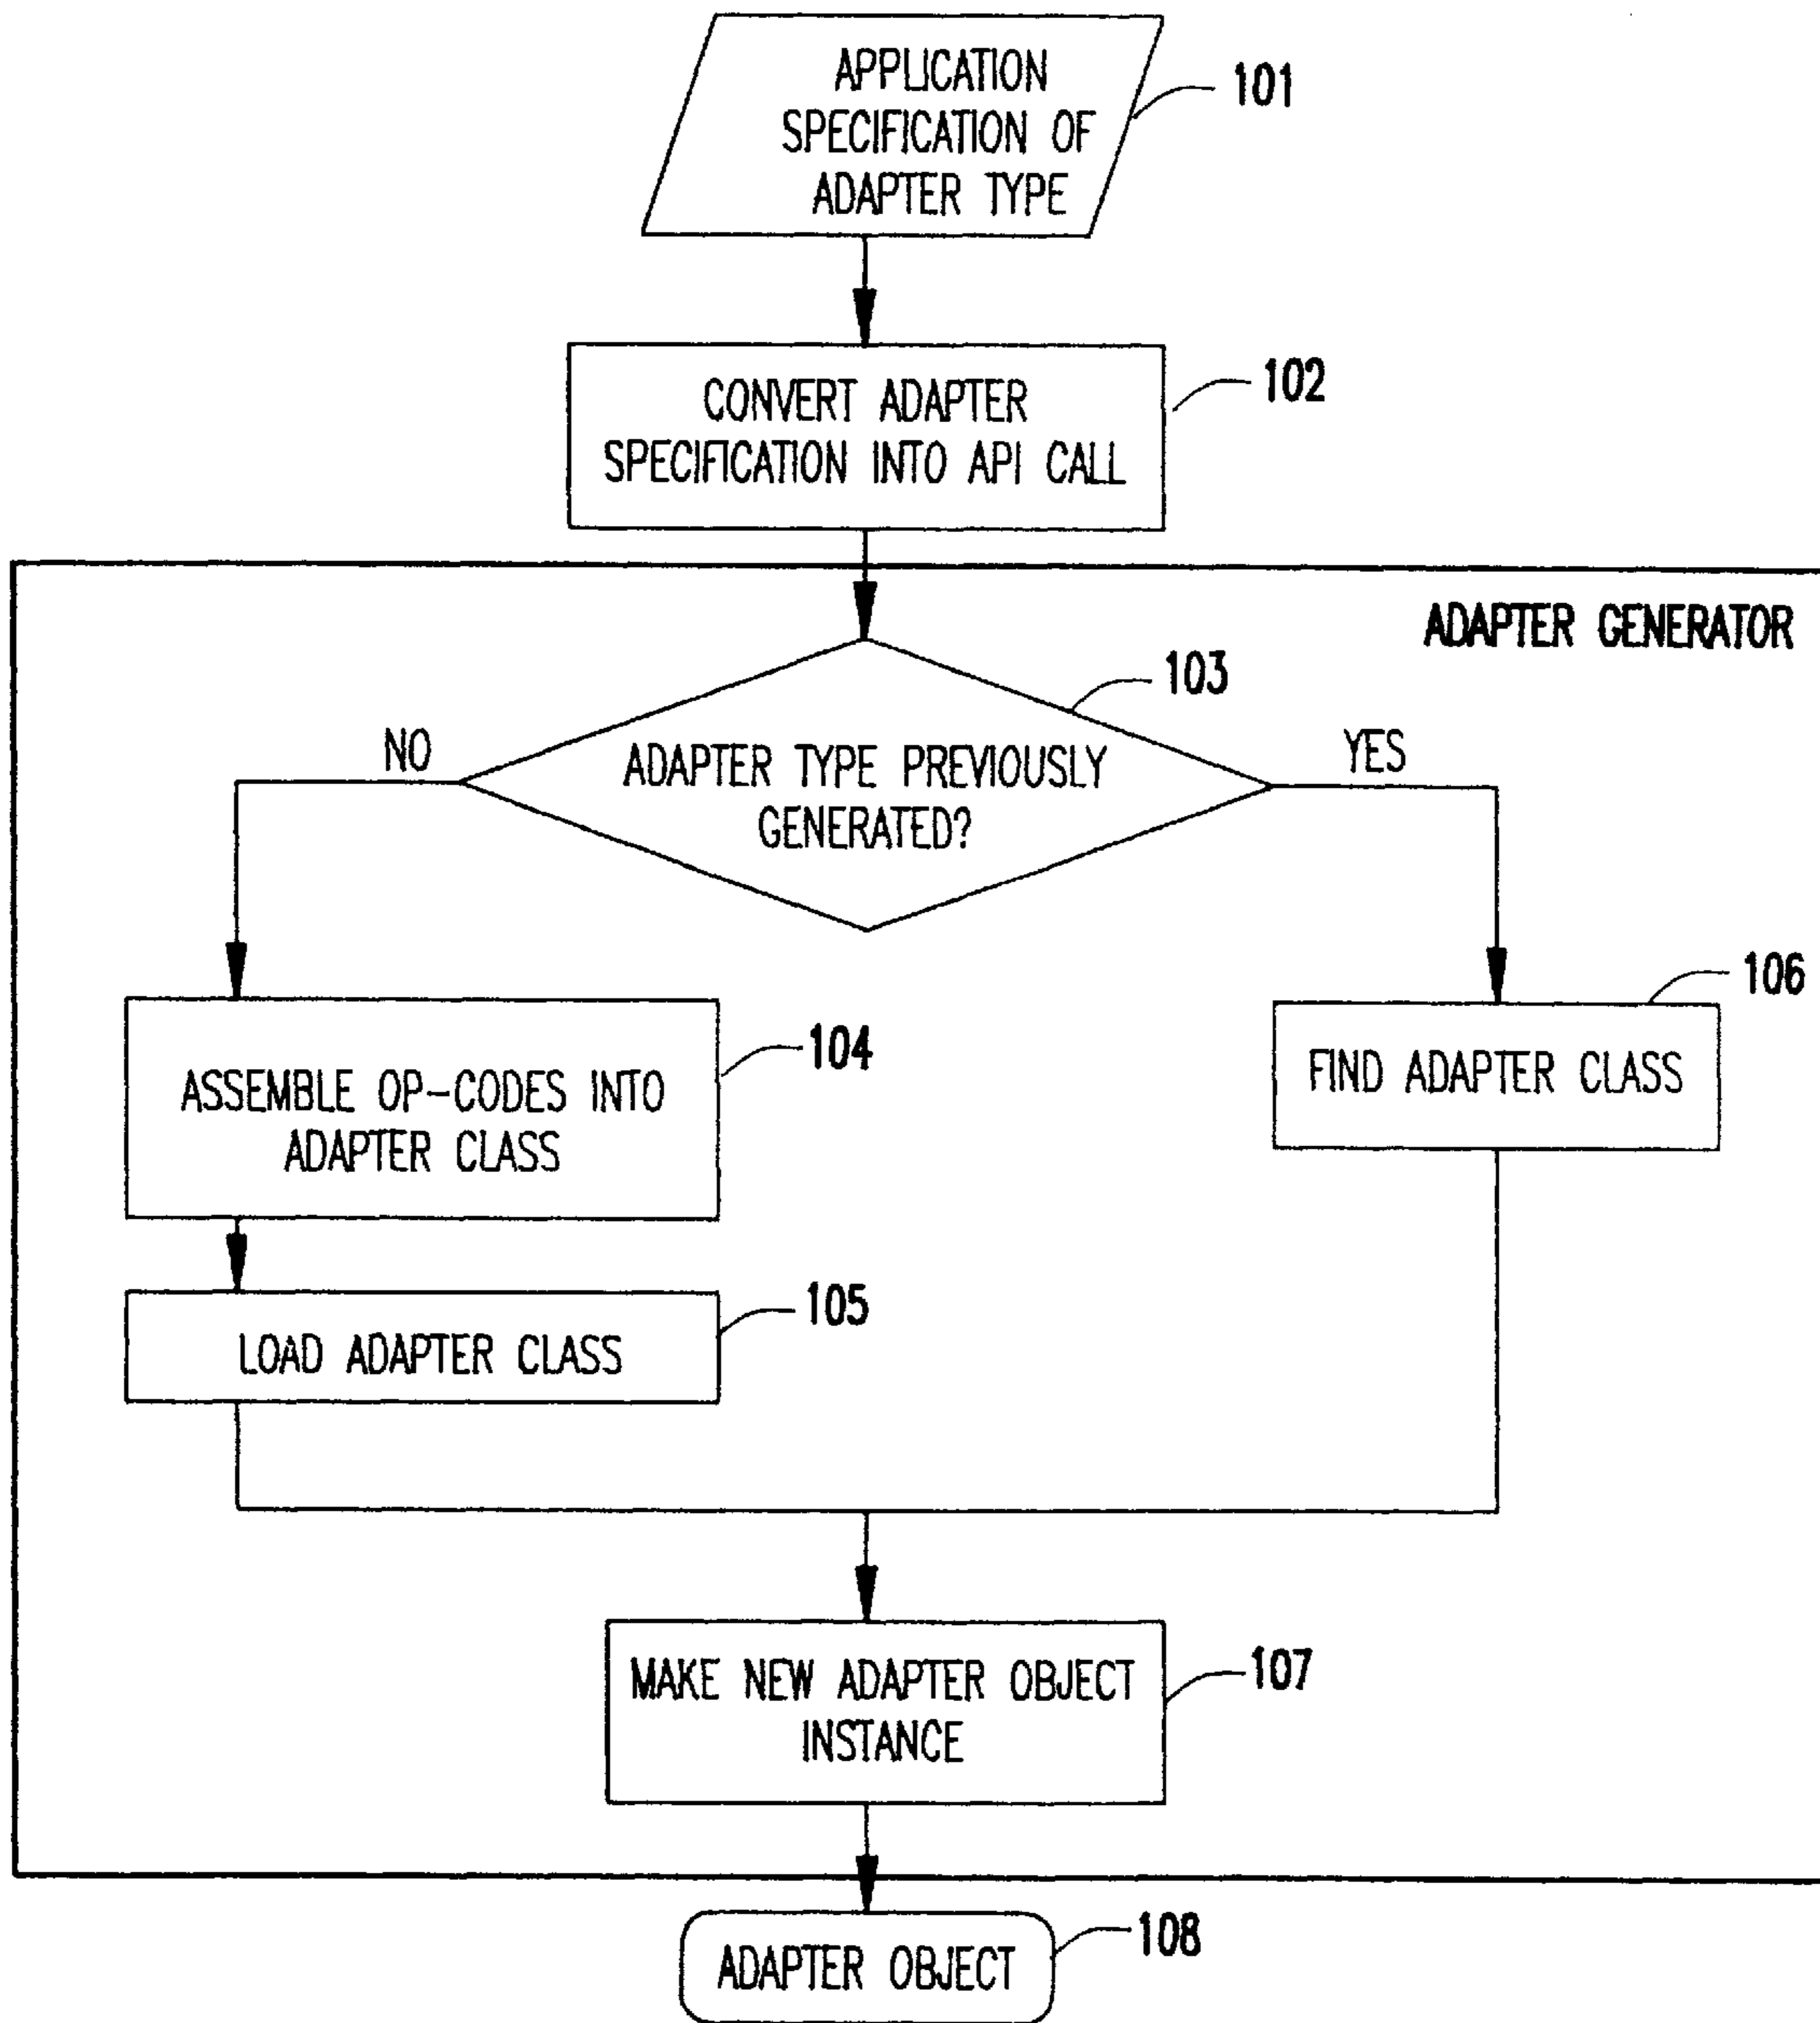 APPLICATION
SPECIFICATION OF
ADAPTER TYPE
101
CONVERT ADAPTER
SPECIFICATION INTO API CALL
102
ADAPTER GENERATOR
103
NO
ADAPTER TYPE PREVIOUSLY
GENERATED?
YES
104
ASSEMBLE OP-CODES INTO
ADAPTER CLASS
106
FIND ADAPTER CLASS
105
LOAD ADAPTER CLASS
MAKE NEW ADAPTER OBJECT
INSTANCE
107
ADAPTER OBJECT
108